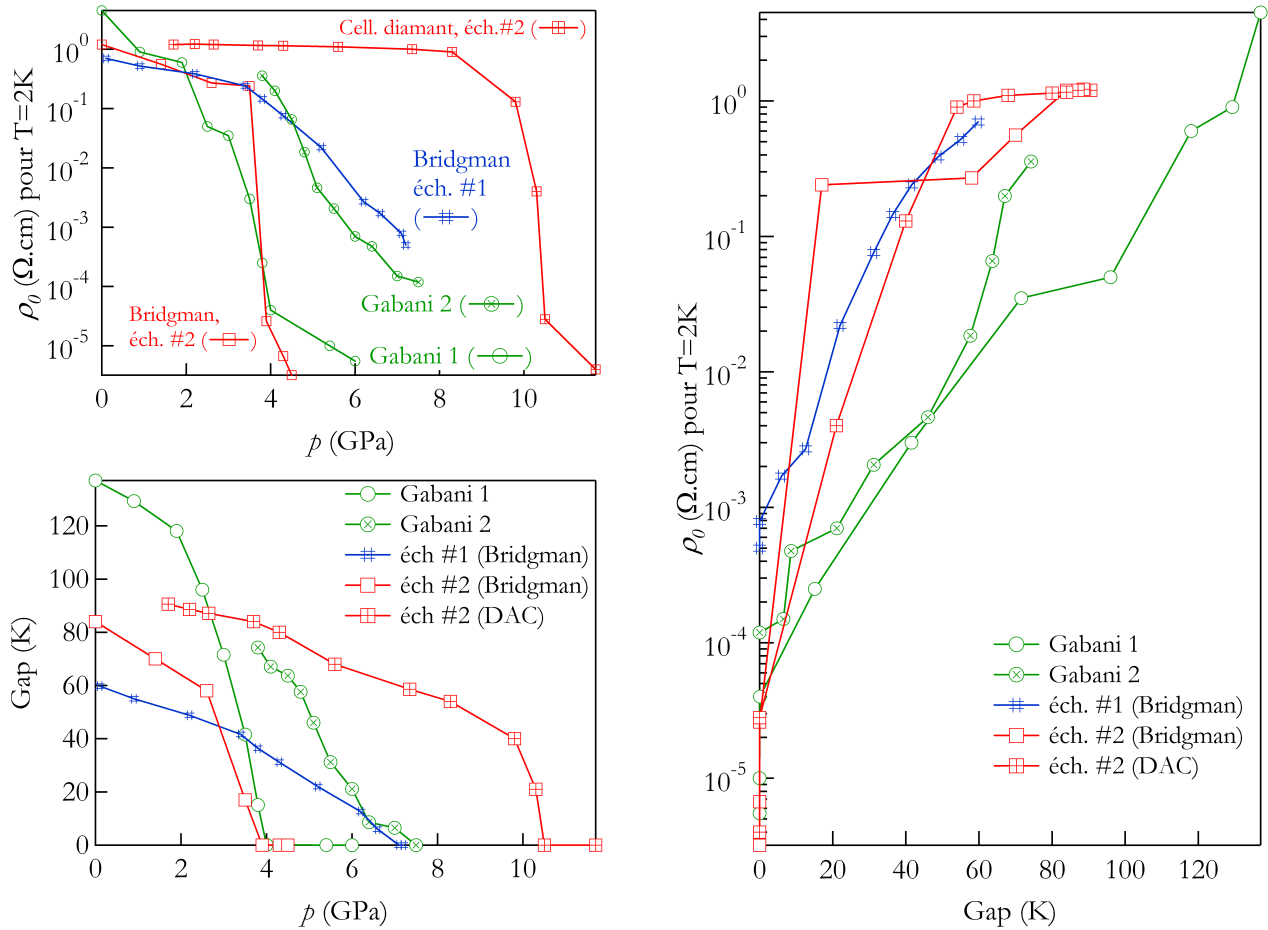 Cell. diamant, éch.#2 ( )
10^0
10^-1
10^-2
10^-3
10^-4
10^-5
ρ0 (Ω.cm) pour T=2K
Bridgman
éch. #1
( )
Gabani 2 ( )
Bridgman,
éch. #2 ( )
Gabani 1 ( )
0 2 4 6 8 10
p (GPa)
Gabani 1
Gabani 2
éch #1 (Bridgman)
éch #2 (Bridgman)
éch #2 (DAC)
120
100
80
60
40
20
0
Gap (K)
0 2 4 6 8 10
p (GPa)
10^0
10^-1
10^-2
10^-3
10^-4
10^-5
ρ0 (Ω.cm) pour T=2K
Gabani 1
Gabani 2
éch. #1 (Bridgman)
éch. #2 (Bridgman)
éch. #2 (DAC)
0 20 40 60 80 100 120
Gap (K)